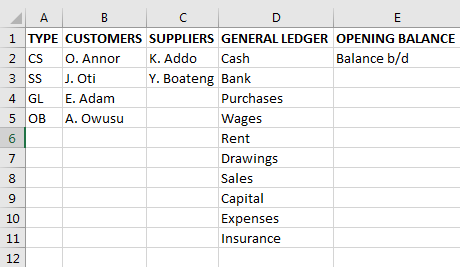 A B C D E
1 TYPE CUSTOMERS SUPPLIERS GENERAL LEDGER OPENING BALANCE
2 CS O. Annor K. Addo Cash Balance b/d
3 SS J. Oti Y. Boateng Bank
4 GL E. Adam Purchases
5 OB A. Owusu Wages
6 Rent
7 Drawings
8 Sales
9 Capital
10 Expenses
11 Insurance
12